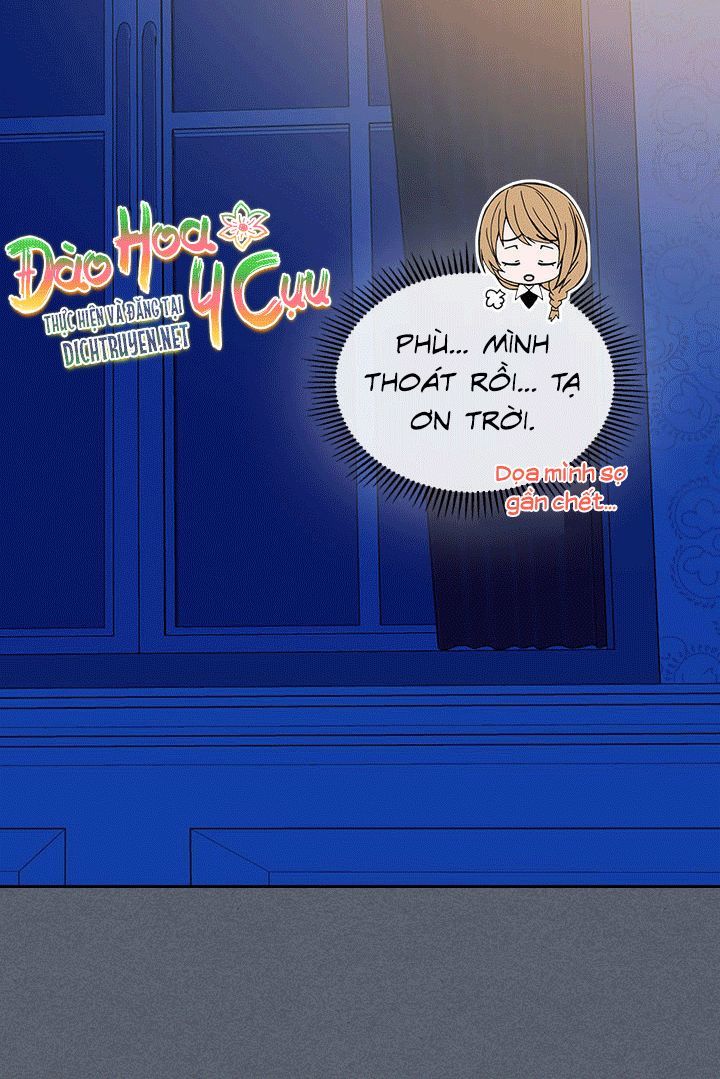 Đào Hoa
Y Cựu
THỰC HIỆN VÀ ĐĂNG TẠI
DICHTRUYEN.NET
PHÙ... MÌNH
THOÁT RỒI... TẠ
ƠN TRỜI.
Dọa mình sợ
gần chết...